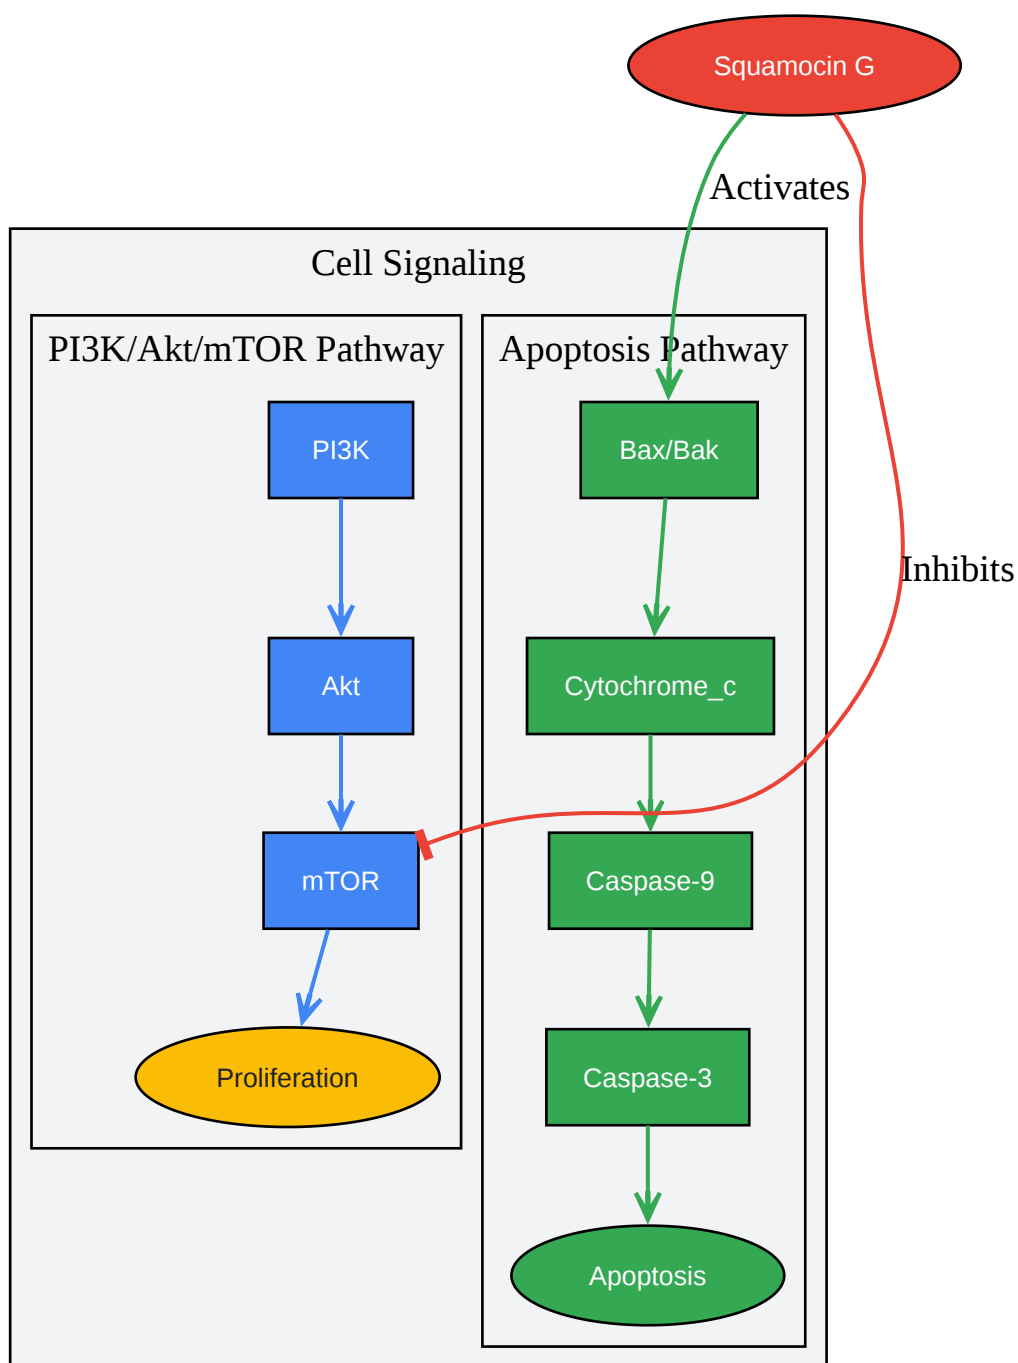 Squamocin G
Activates
Cell Signaling
PI3K/Akt/mTOR Pathway
Apoptosis Pathway
PI3K
Bax/Bak
Inhibits
Akt
Cytochrome_c
mTOR
Caspase-9
Proliferation
Caspase-3
Apoptosis